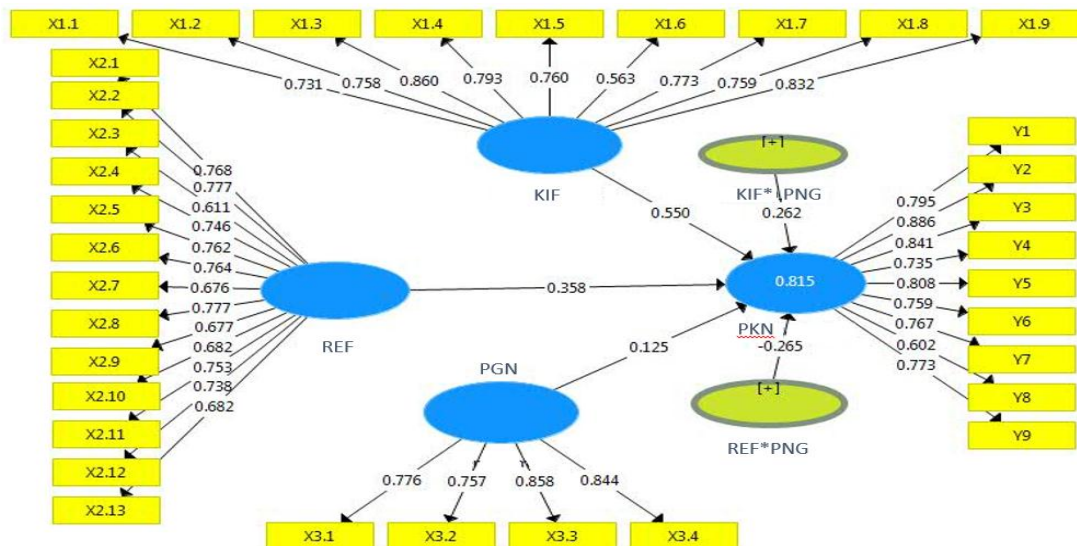 X1.1 X1.2 X1.3 X1.4 X1.5 X1.6 X1.7 X1.8 X1.9
0.731 0.758 0.860 0.793 0.760 0.563 0.773 0.759 0.832
X2.1
X2.2
X2.3
X2.4
X2.5
X2.6
X2.7
X2.8
X2.9
X2.10
X2.11
X2.12
X2.13
0.768
0.777
0.611
0.746
0.762
0.764
0.676
0.777
0.677
0.682
0.753
0.738
0.682
REF
KIF
[+]
KIF* PNG
0.550
0.262
0.358
0.815
PKN
0.125
-0.265
PGN
[+]
REF*PNG
0.795
0.886
0.841
0.735
0.808
0.759
0.767
0.602
0.773
Y1
Y2
Y3
Y4
Y5
Y6
Y7
Y8
Y9
0.776 0.757 0.858 0.844
X3.1 X3.2 X3.3 X3.4